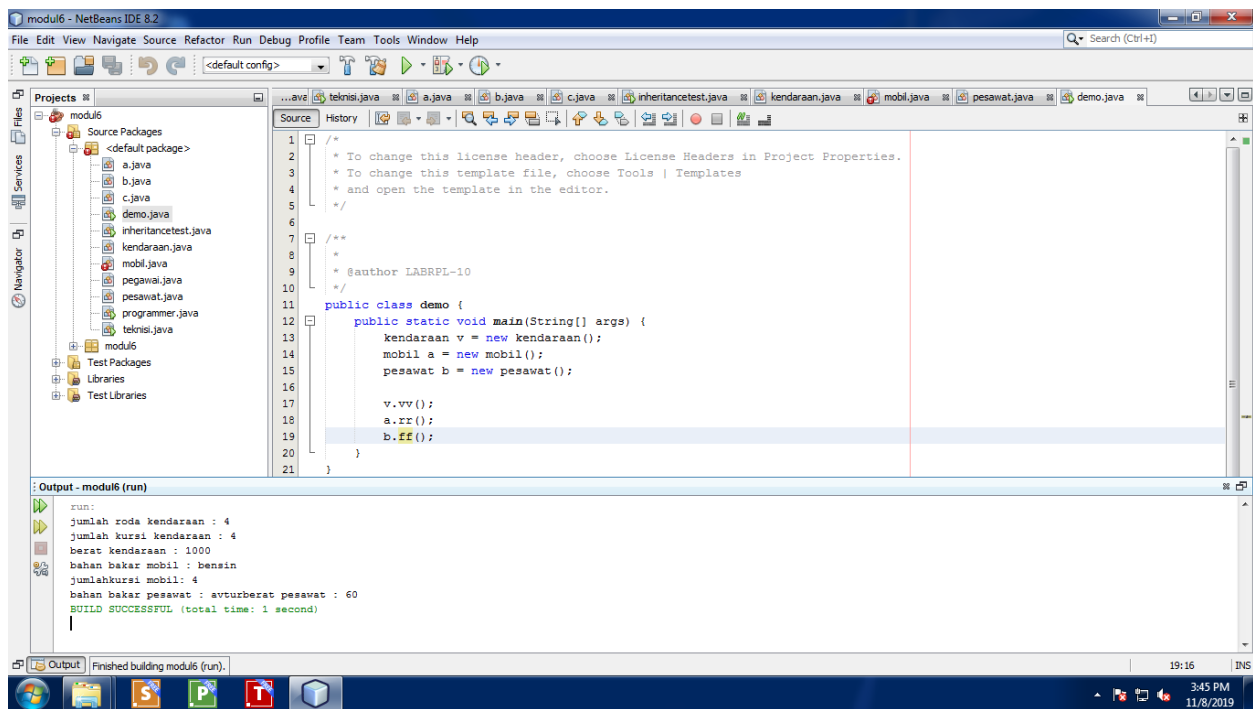 modul6 - NetBeans IDE 8.2
File Edit View Navigate Source Refactor Run Debug Profile Team Tools Window Help
Search (Ctrl+I)
<default config>
Files
Services
Navigator
Projects
modul6
Source Packages
<default package>
a.java
b.java
c.java
demo.java
inheritancetest.java
kendaraan.java
mobil.java
pegawai.java
pesawat.java
programmer.java
teknisi.java
modul6
Test Packages
Libraries
Test Libraries
...ava teknisi.java a.java b.java c.java inheritancetest.java kendaraan.java mobil.java pesawat.java demo.java
Source History
1 /*
2 * To change this license header, choose License Headers in Project Properties.
3 * To change this template file, choose Tools | Templates
4 * and open the template in the editor.
5 */
6
7 /**
8 *
9 * @author LABRPL-10
10 */
11 public class demo {
12 public static void main(String[] args) {
13 kendaraan v = new kendaraan();
14 mobil a = new mobil();
15 pesawat b = new pesawat();
16
17 v.vv();
18 a.rr();
19 b.ff();
20 }
21 }
Output - modul6 (run)
run:
jumlah roda kendaraan : 4
jumlah kursi kendaraan : 4
berat kendaraan : 1000
bahan bakar mobil : bensin
jumlahkursi mobil: 4
bahan bakar pesawat : avturberat pesawat : 60
BUILD SUCCESSFUL (total time: 1 second)
Output Finished building modul6 (run).
19:16 INS
S P T
3:45 PM
11/8/2019